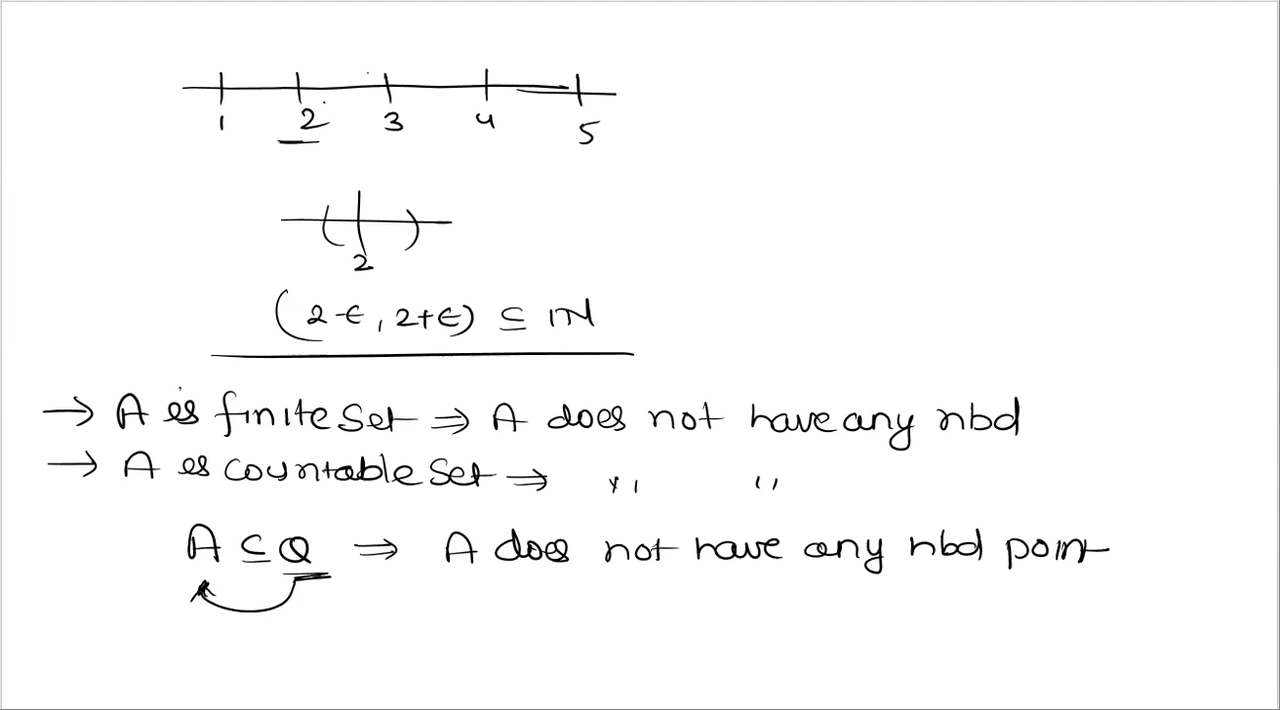 1 2 3 4 5
2
(2-ϵ, 2+ϵ) ⊆ IN
→ A is finite Set ⇒ A does not have any nbd
→ A is countable Set ⇒ " "
A ⊆ Q ⇒ A does not have any nbd point